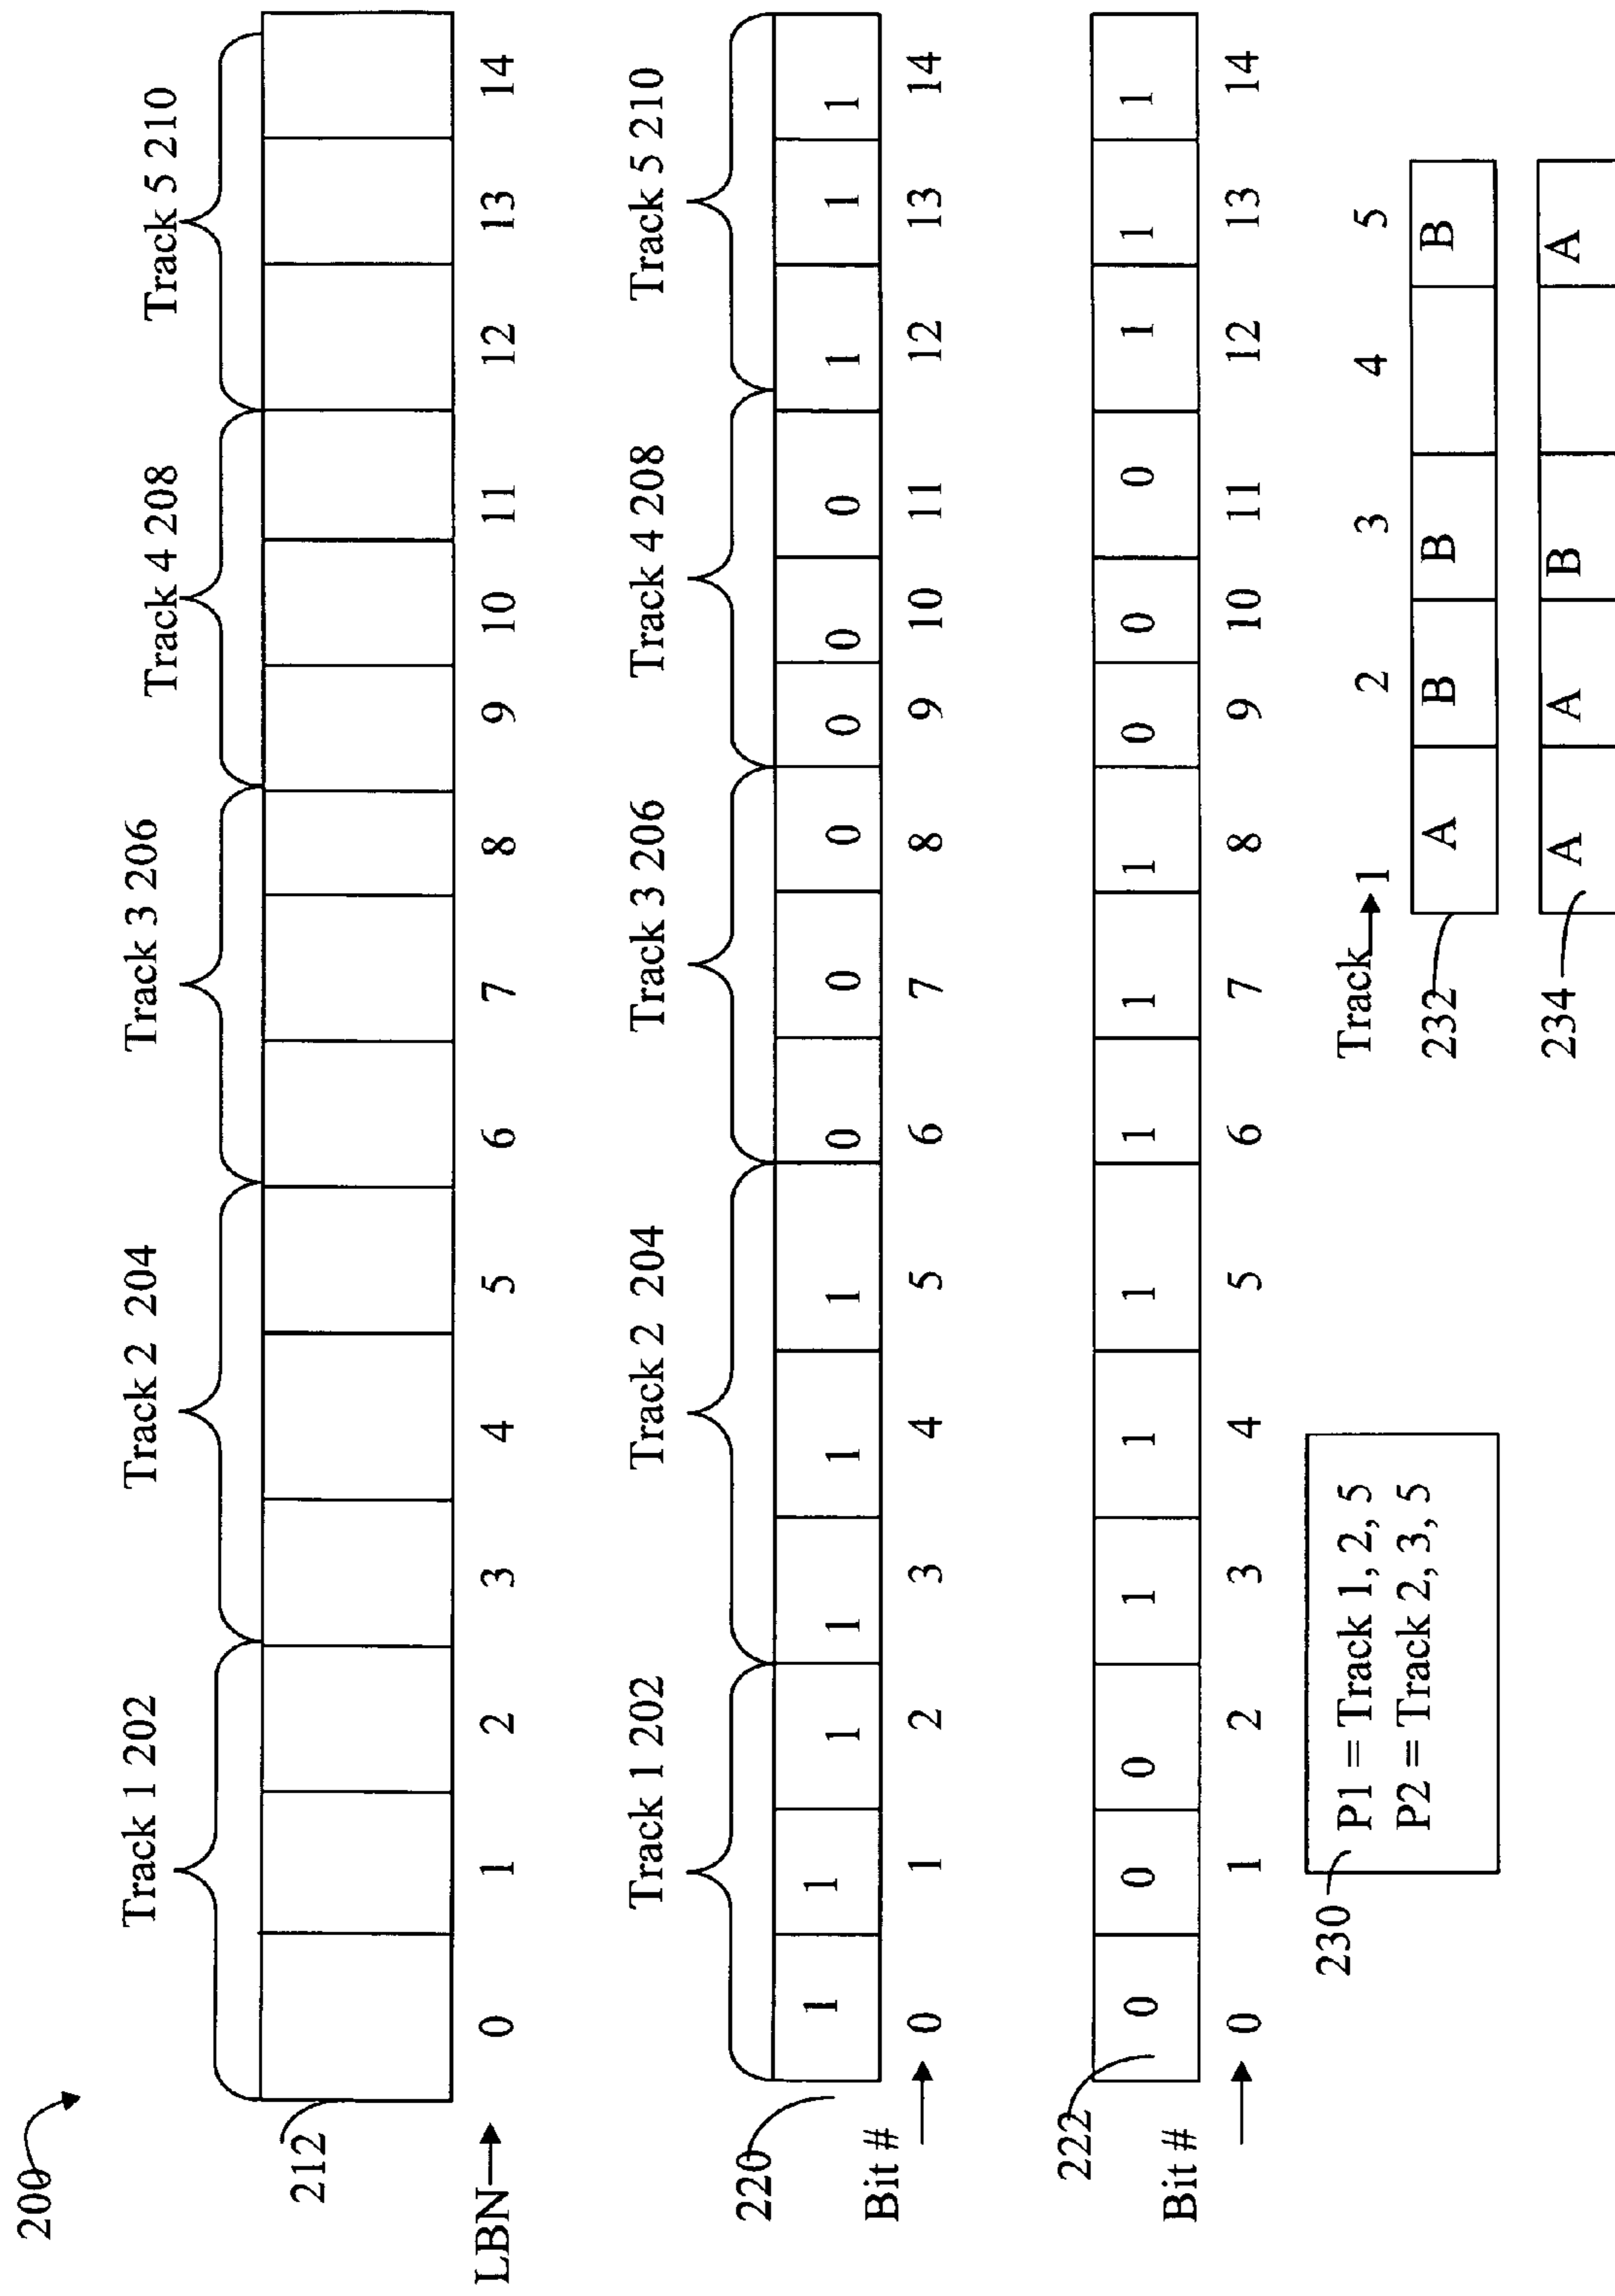 200
Track 1 202 Track 2 204 Track 3 206 Track 4 208 Track 5 210
212
LBN 0 1 2 3 4 5 6 7 8 9 10 11 12 13 14
Track 1 202 Track 2 204 Track 3 206 Track 4 208 Track 5 210
220
1 1 1 1 1 1 0 0 0 0 0 0 1 1 1
Bit # 0 1 2 3 4 5 6 7 8 9 10 11 12 13 14
222
0 0 0 1 1 1 1 1 1 0 0 0 1 1 1
Bit # 0 1 2 3 4 5 6 7 8 9 10 11 12 13 14
230
P1 = Track 1, 2, 5
P2 = Track 2, 3, 5
Track 1 2 3 4 5
232 A B B B
234 A A B A